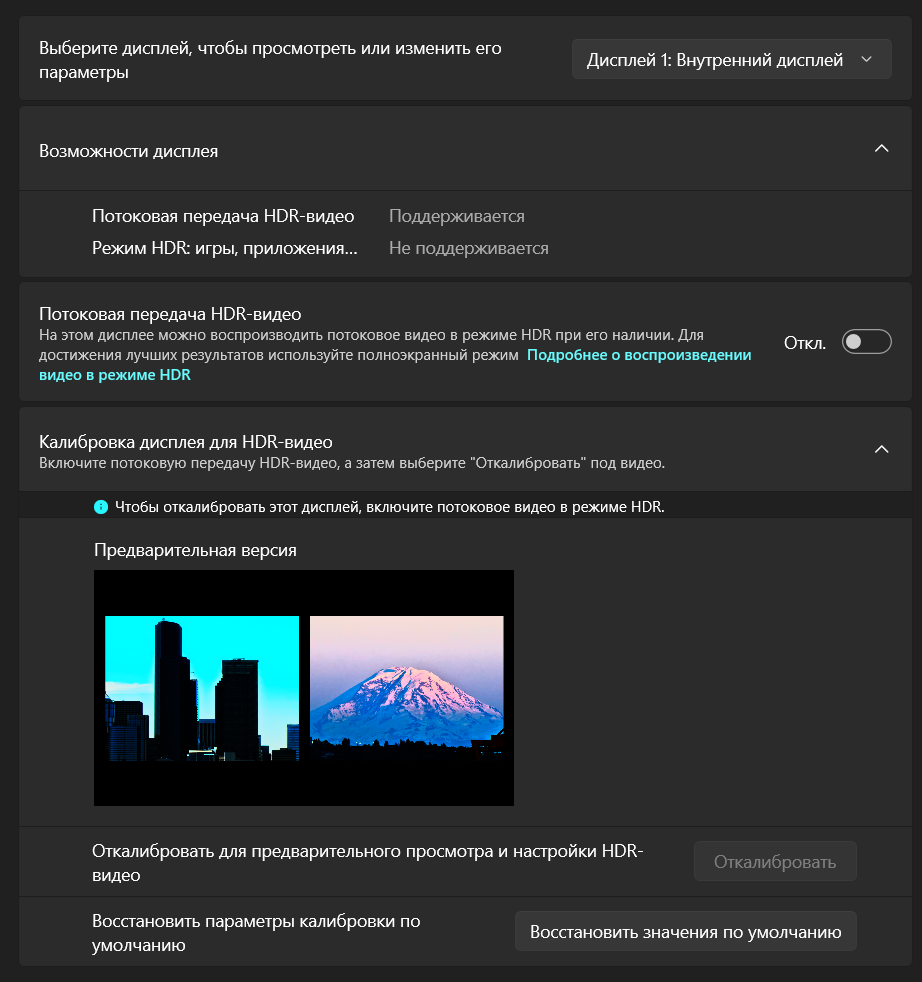 Выберите дисплей, чтобы просмотреть или изменить его
параметры
Дисплей 1: Внутренний дисплей
Возможности дисплея
Потоковая передача HDR-видео Поддерживается
Режим HDR: игры, приложения... Не поддерживается
Потоковая передача HDR-видео
На этом дисплее можно воспроизводить потоковое видео в режиме HDR при его наличии. Для
достижения лучших результатов используйте полноэкранный режим Подробнее о воспроизведении
видео в режиме HDR
Откл.
Калибровка дисплея для HDR-видео
Включите потоковую передачу HDR-видео, а затем выберите "Откалибровать" под видео.
Чтобы откалибровать этот дисплей, включите потоковое видео в режиме HDR.
Предварительная версия
Откалибровать для предварительного просмотра и настройки HDR-
видео
Откалибровать
Восстановить параметры калибровки по
умолчанию
Восстановить значения по умолчанию